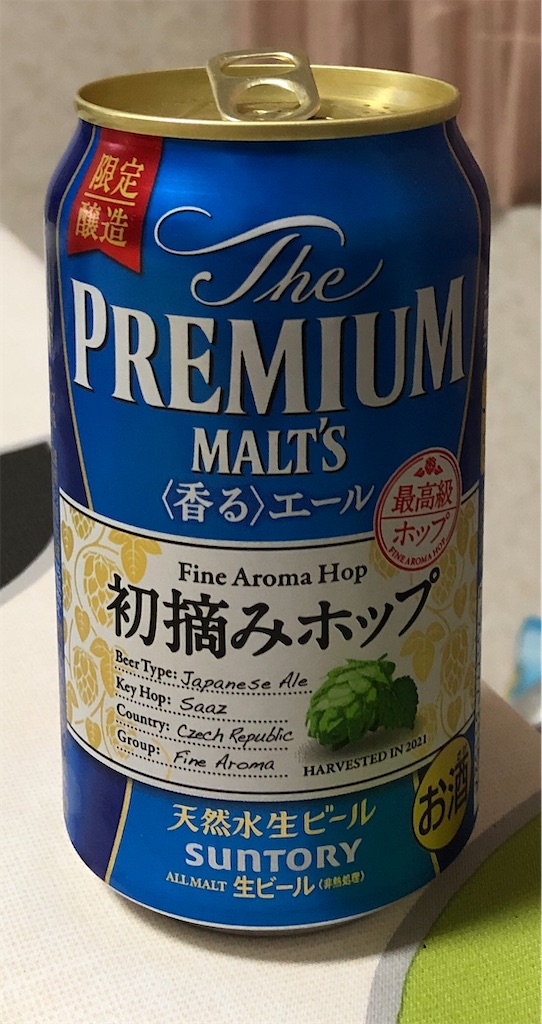 限定
醸造
The
PREMIUM
MALT'S
〈香る〉エール
最高級
ホップ
FINE AROMA HOP
Fine Aroma Hop
初摘みホップ
Beer Type: Japanese Ale
Key Hop: Saaz
Country: Czech Republic
Group: Fine Aroma
HARVESTED IN 2021
お酒
天然水生ビール
SUNTORY
ALL MALT 生ビール〈非熱処理〉